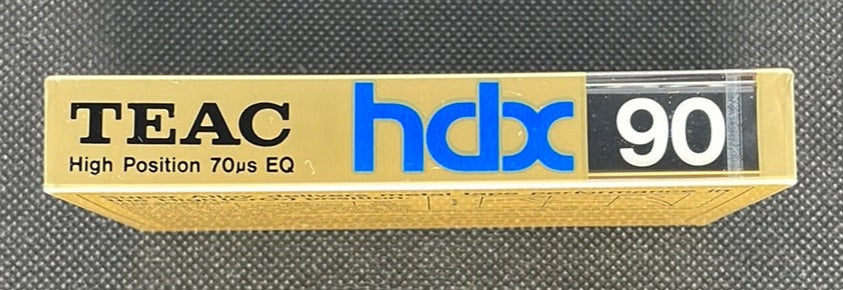 TEAC
High Position 70µs EQ
hdx
90